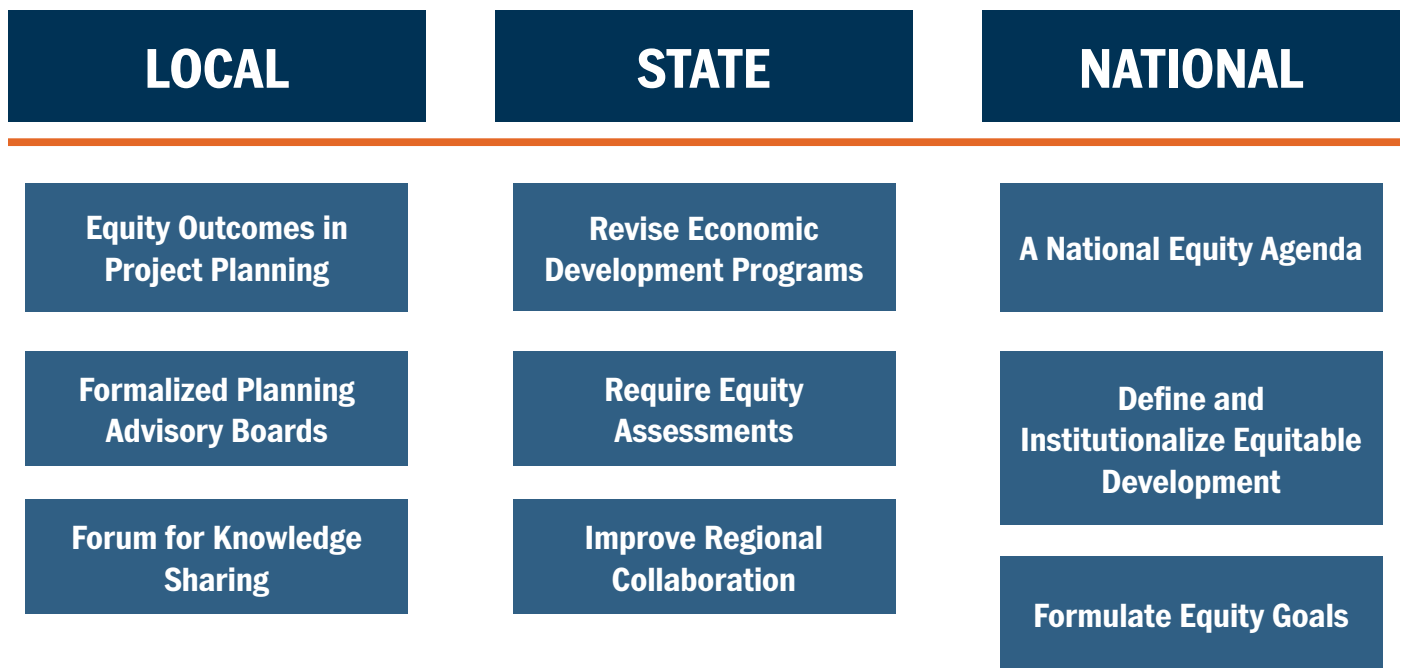 LOCAL
STATE
NATIONAL
Equity Outcomes in
Project Planning
Revise Economic
Development Programs
A National Equity Agenda
Formalized Planning
Advisory Boards
Require Equity
Assessments
Define and
Institutionalize Equitable
Development
Forum for Knowledge
Sharing
Improve Regional
Collaboration
Formulate Equity Goals